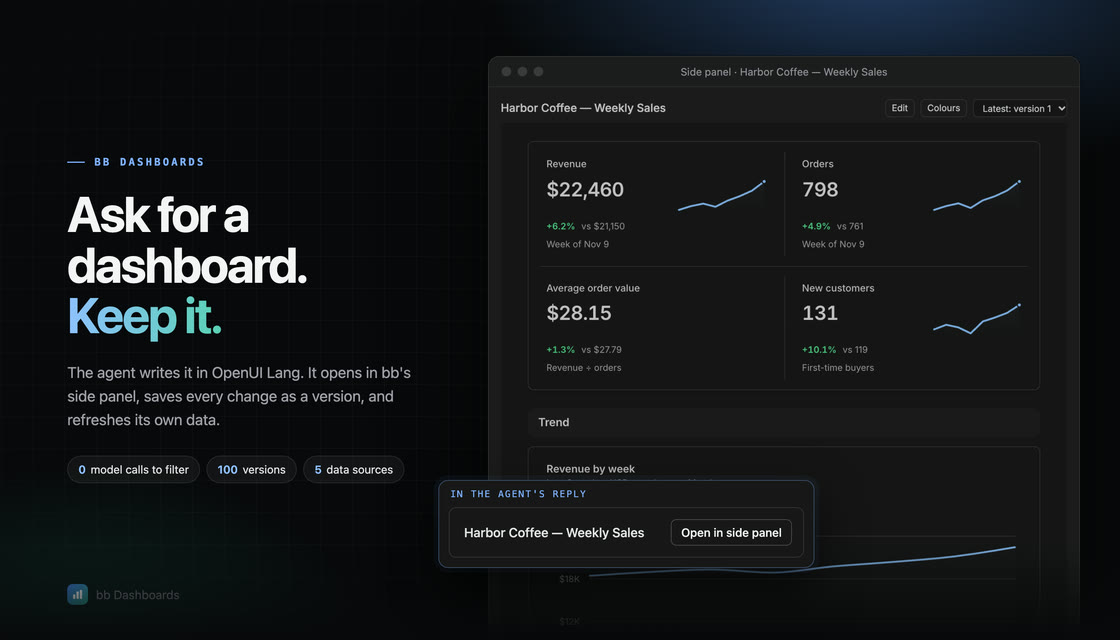 BB DASHBOARDS
Ask for a
dashboard.
Keep it.
The agent writes it in OpenUI Lang. It opens in bb's
side panel, saves every change as a version, and
refreshes its own data.
0 model calls to filter
100 versions
5 data sources
bb Dashboards
Side panel · Harbor Coffee — Weekly Sales
Harbor Coffee — Weekly Sales
Edit
Colours
Latest: version 1
Revenue
$22,460
+6.2% vs $21,150
Week of Nov 9
Orders
798
+4.9% vs 761
Week of Nov 9
Average order value
$28.15
+1.3% vs $27.79
Revenue ÷ orders
New customers
131
+10.1% vs 119
First-time buyers
Trend
Revenue by week
IN THE AGENT'S REPLY
Harbor Coffee — Weekly Sales
Open in side panel
$18K
$12K